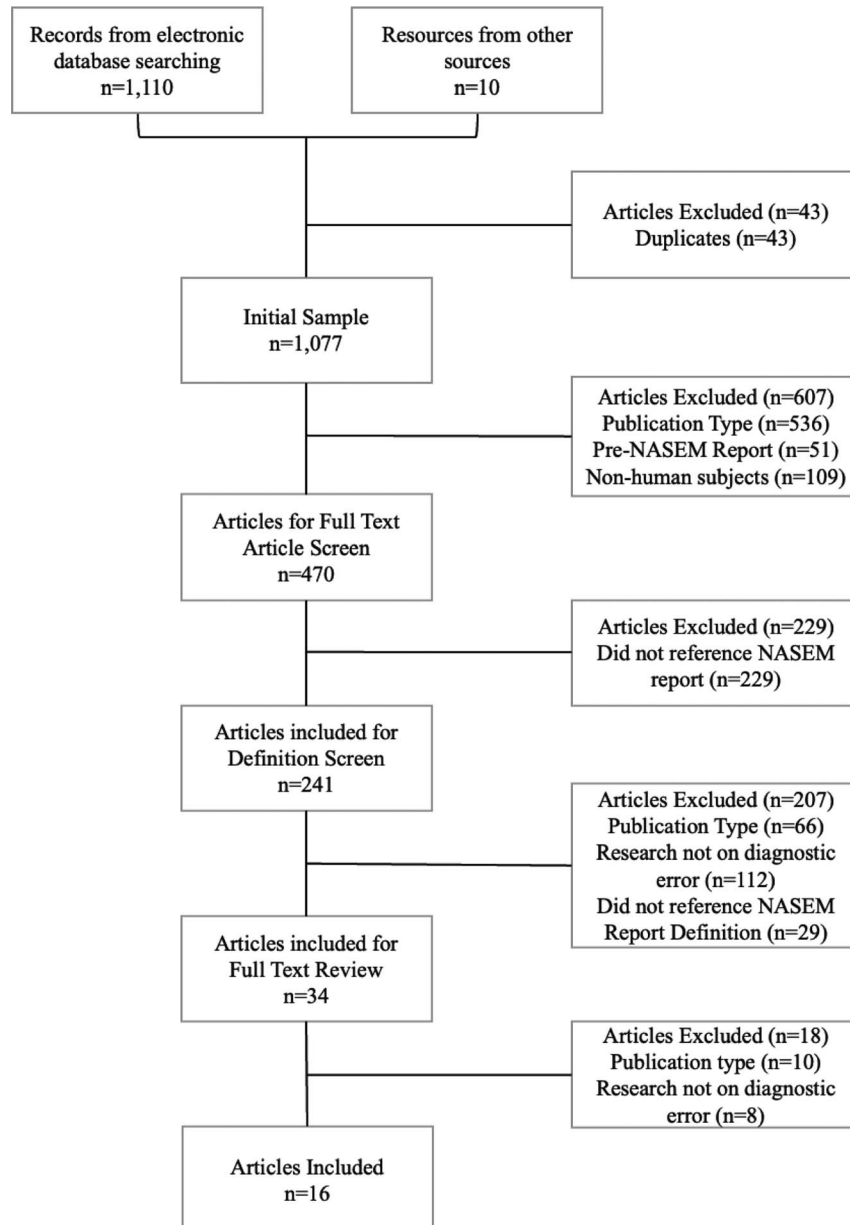 Records from electronic
database searching
n=1,110
Resources from other
sources
n=10
Articles Excluded (n=43)
Duplicates (n=43)
Initial Sample
n=1,077
Articles Excluded (n=607)
Publication Type (n=536)
Pre-NASEM Report (n=51)
Non-human subjects (n=109)
Articles for Full Text
Article Screen
n=470
Articles Excluded (n=229)
Did not reference NASEM
report (n=229)
Articles included for
Definition Screen
n=241
Articles Excluded (n=207)
Publication Type (n=66)
Research not on diagnostic
error (n=112)
Did not reference NASEM
Report Definition (n=29)
Articles included for
Full Text Review
n=34
Articles Excluded (n=18)
Publication type (n=10)
Research not on diagnostic
error (n=8)
Articles Included
n=16